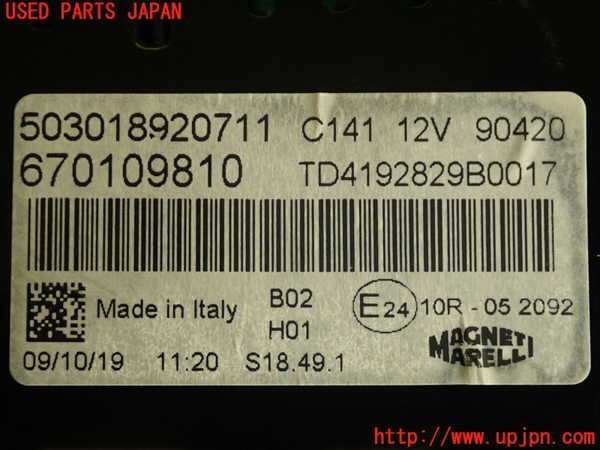 USED PARTS JAPAN
503018920711 C141 12V 90420
670109810 TD4192829B0017
Made in Italy B02 H01 E24 10R - 05 2092
MAGNETI MARELLI
09/10/19 11:20 S18.49.1
http://www.upjpn.com